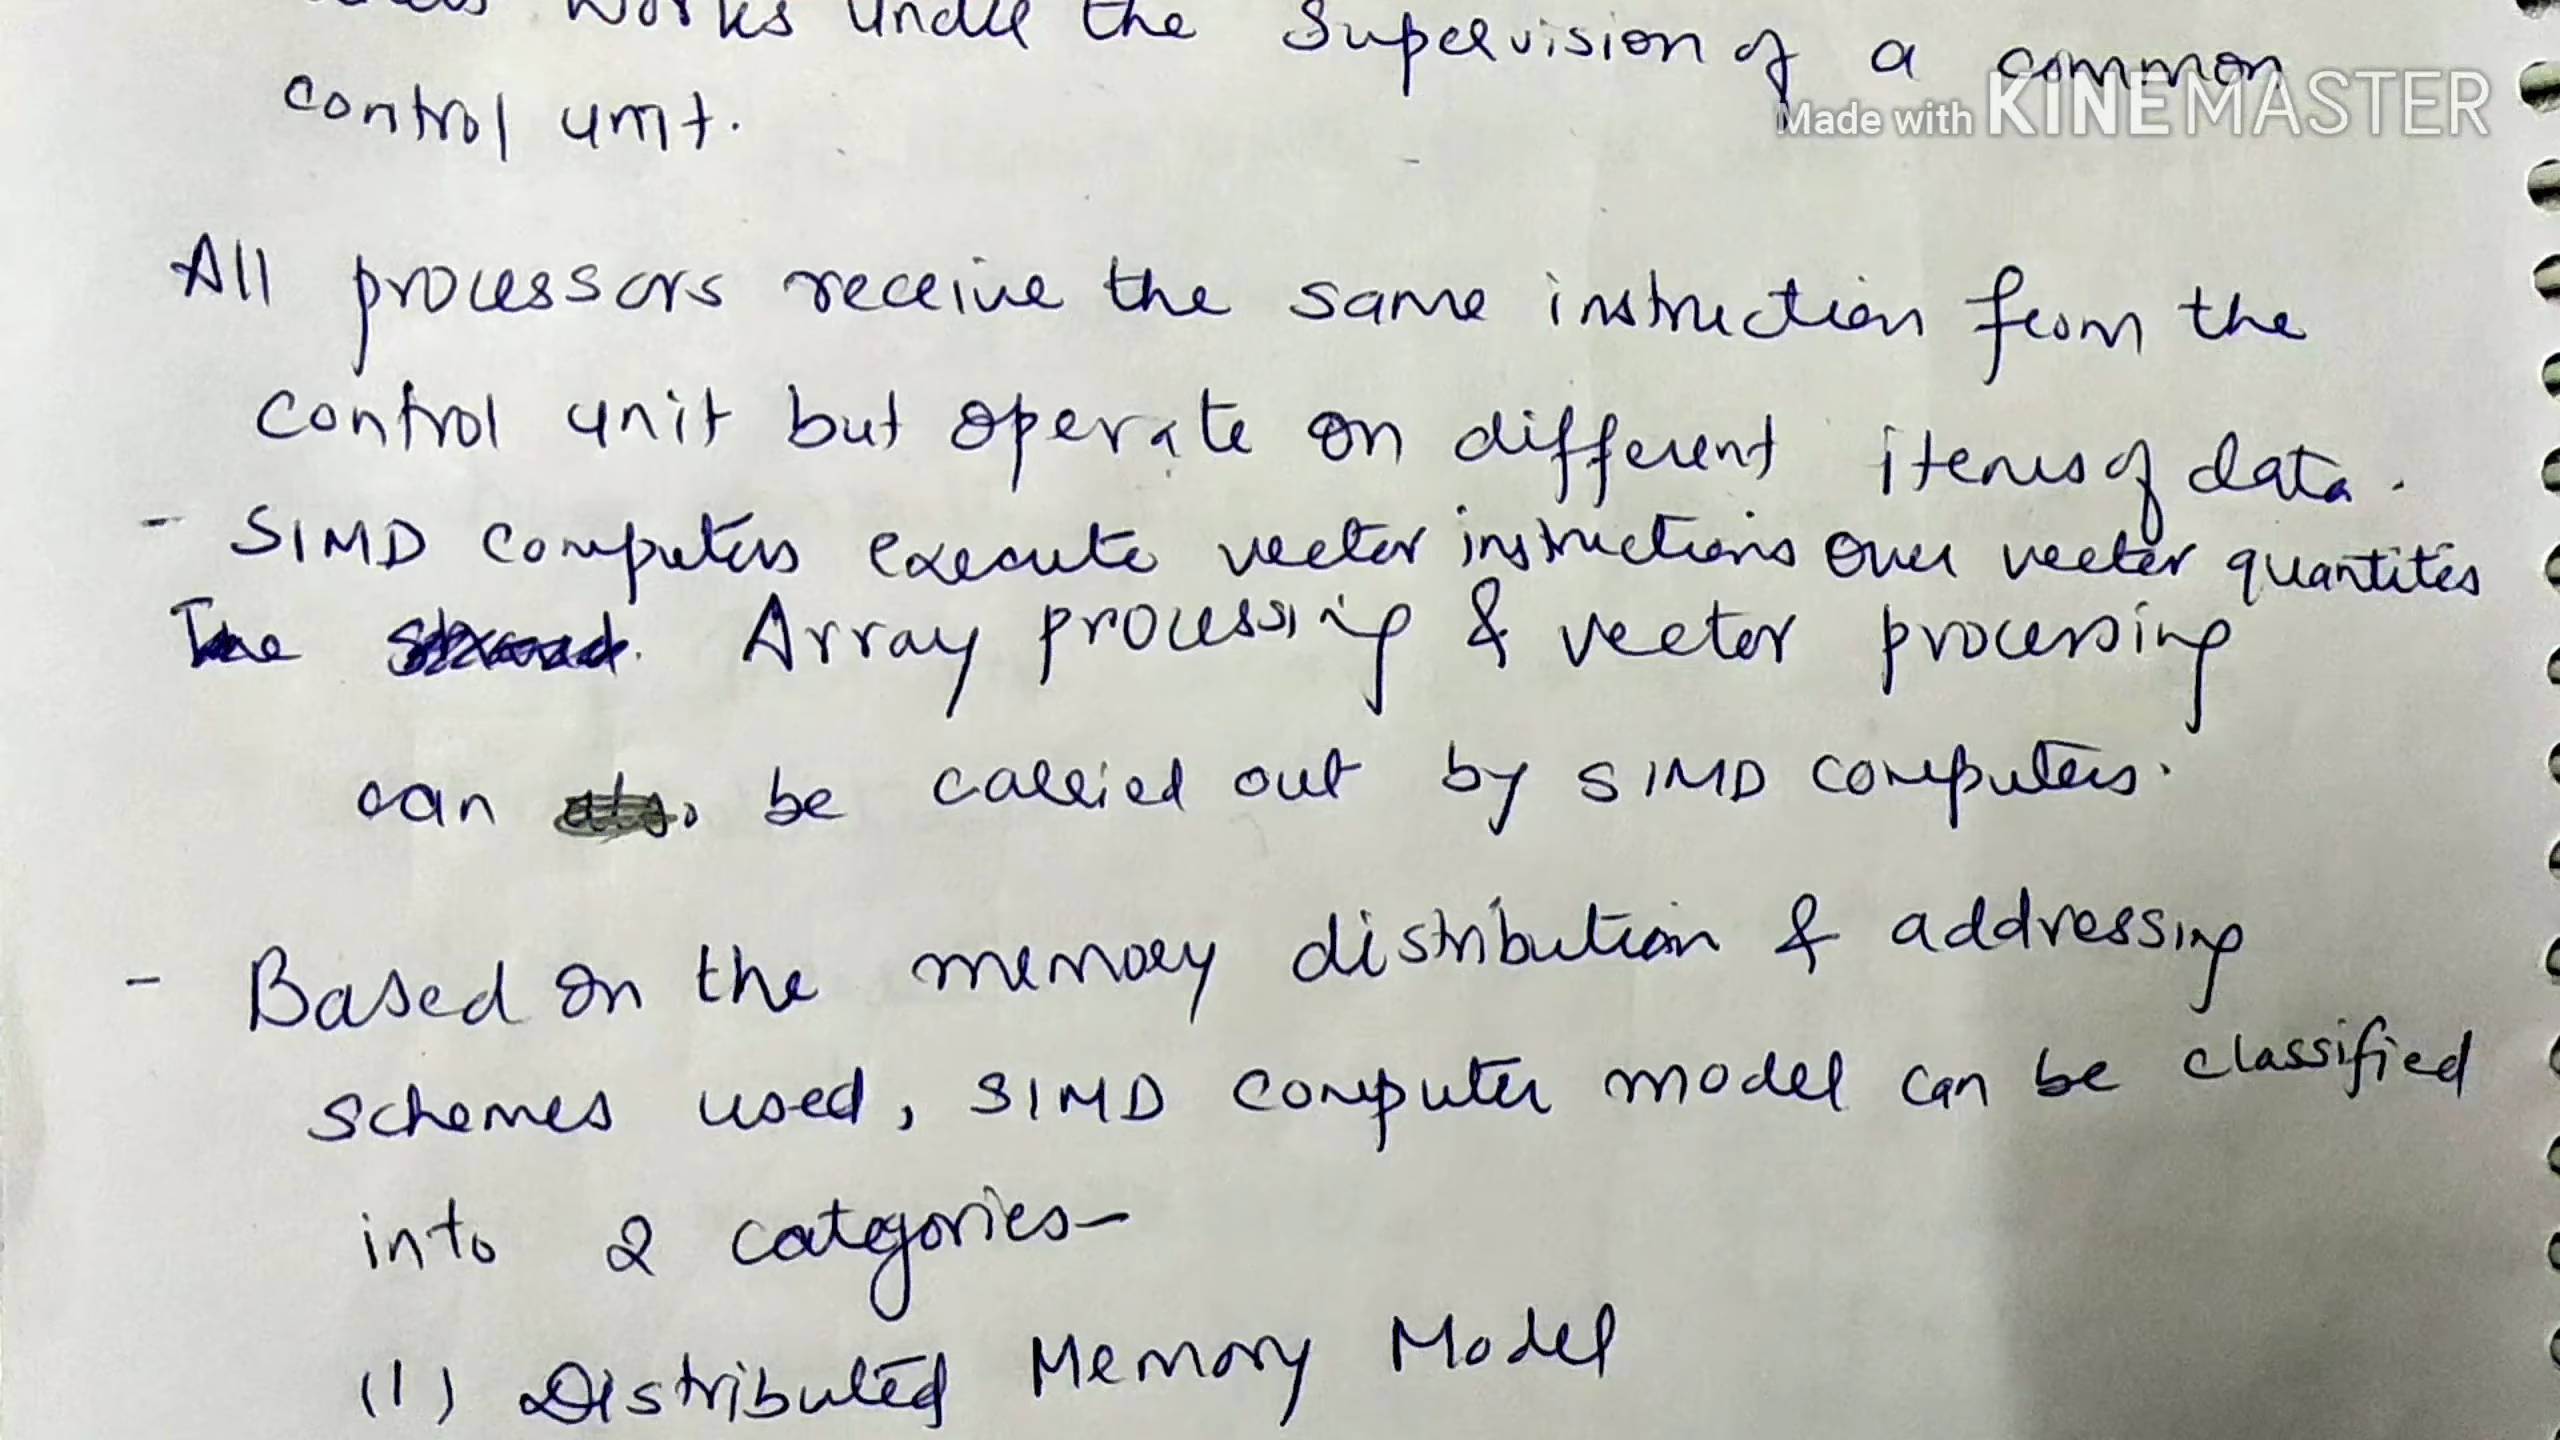 works under the Supervision of a common
Made with KINEMASTER
control unit.
All processors receive the same instruction from the
control unit but operate on different items of data.
- SIMD computers execute vector instructions over vector quantites
The Array processing & vector processing
can also be carried out by SIMD computers.
- Based on the memory distribution & addressing
schemes used, SIMD computer model can be classified
into 2 categories-
(1) Distributed Memory Model